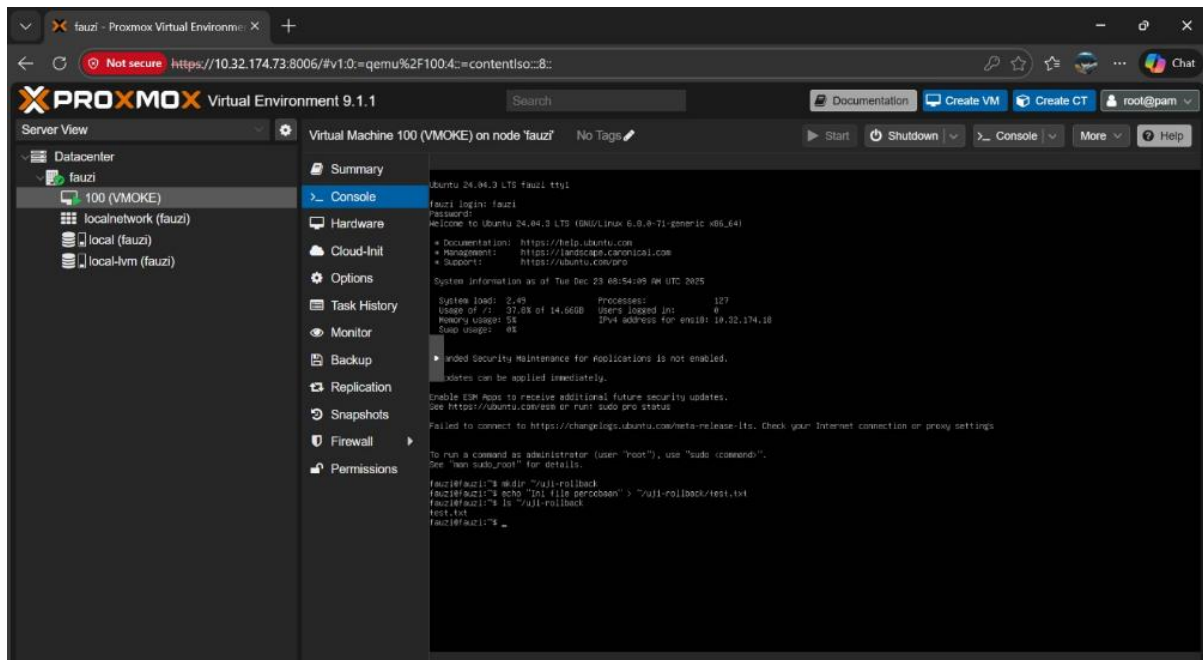 fauzi - Proxmox Virtual Environme
Not secure https://10.32.174.73:8006/#v1:0:=qemu%2F100:4::=contentIso:::8::
Chat
PROXMOX Virtual Environment 9.1.1
Search
Documentation
Create VM
Create CT
root@pam
Server View
Virtual Machine 100 (VMOKE) on node 'fauzi'
No Tags
Start
Shutdown
Console
More
Help
Datacenter
fauzi
100 (VMOKE)
localnetwork (fauzi)
local (fauzi)
local-lvm (fauzi)
Summary
Console
Hardware
Cloud-Init
Options
Task History
Monitor
Backup
Replication
Snapshots
Firewall
Permissions
Ubuntu 24.04.3 LTS fauzi tty1
fauzi login: fauzi
Password:
Welcome to Ubuntu 24.04.3 LTS (GNU/Linux 6.8.0-71-generic x86_64)
* Documentation: https://help.ubuntu.com
* Management: https://landscape.canonical.com
* Support: https://ubuntu.com/pro
System information as of Tue Dec 23 08:54:09 AM UTC 2025
System load: 2.49 Processes: 127
Usage of /: 37.8% of 14.66GB Users logged in: 0
Memory usage: 5% IPv4 address for ens18: 10.32.174.18
Swap usage: 0%
anded Security Maintenance for Applications is not enabled.
updates can be applied immediately.
Enable ESM Apps to receive additional future security updates.
See https://ubuntu.com/esm or run: sudo pro status
Failed to connect to https://changelogs.ubuntu.com/meta-release-lts. Check your Internet connection or proxy settings
To run a command as administrator (user "root"), use "sudo <command>".
See "man sudo_root" for details.
fauzi@fauzi:~$ mkdir ~/uji-rollback
fauzi@fauzi:~$ echo "Ini file percobaan" > ~/uji-rollback/test.txt
fauzi@fauzi:~$ ls ~/uji-rollback
test.txt
fauzi@fauzi:~$ _